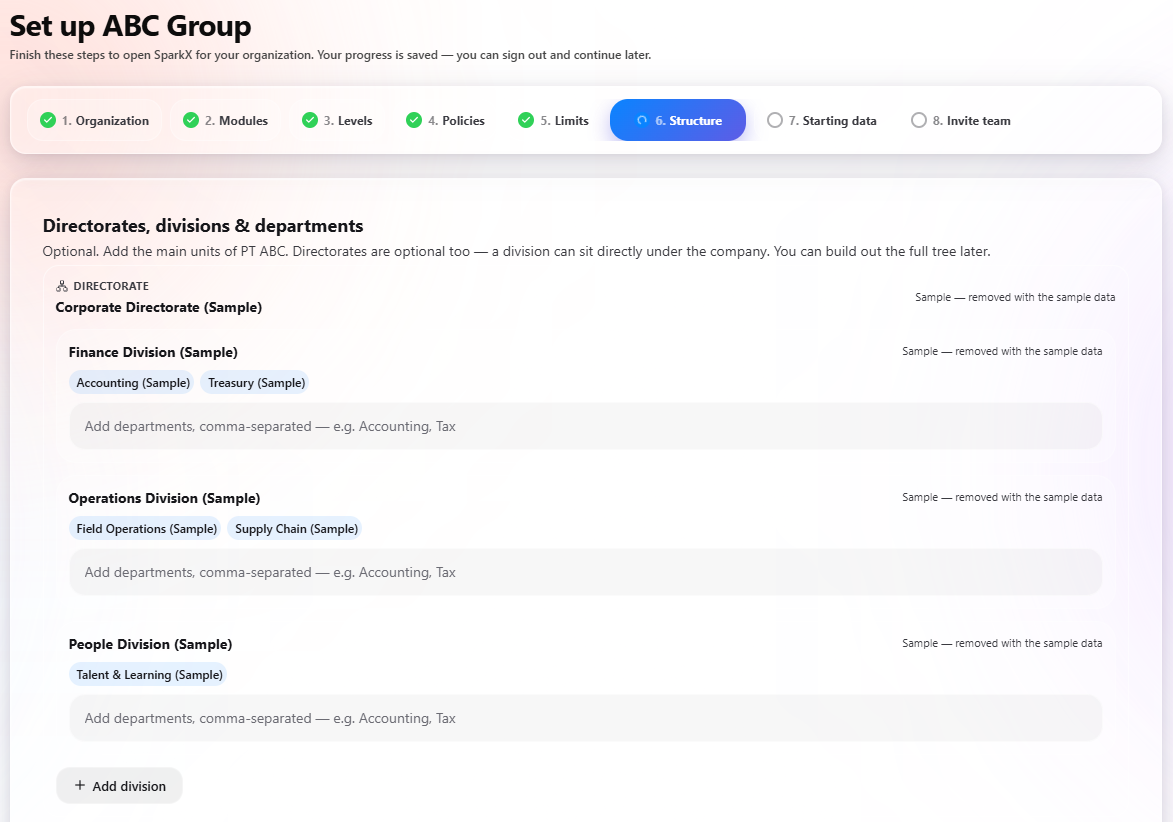 Set up ABC Group
Finish these steps to open SparkX for your organization. Your progress is saved — you can sign out and continue later.
1. Organization
2. Modules
3. Levels
4. Policies
5. Limits
6. Structure
7. Starting data
8. Invite team
Directorates, divisions & departments
Optional. Add the main units of PT ABC. Directorates are optional too — a division can sit directly under the company. You can build out the full tree later.
DIRECTORATE
Corporate Directorate (Sample)
Sample — removed with the sample data
Finance Division (Sample)
Sample — removed with the sample data
Accounting (Sample)
Treasury (Sample)
Add departments, comma-separated — e.g. Accounting, Tax
Operations Division (Sample)
Sample — removed with the sample data
Field Operations (Sample)
Supply Chain (Sample)
Add departments, comma-separated — e.g. Accounting, Tax
People Division (Sample)
Sample — removed with the sample data
Talent & Learning (Sample)
Add departments, comma-separated — e.g. Accounting, Tax
+ Add division